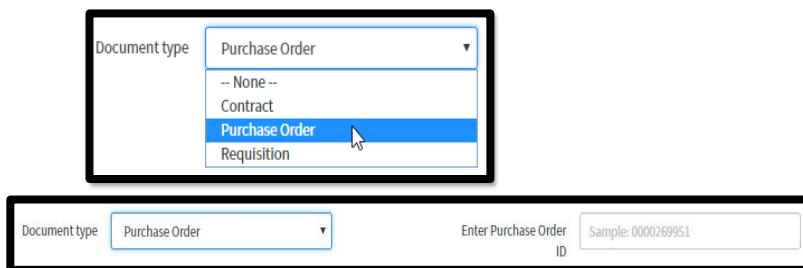 Document type Purchase Order
-- None --
Contract
Purchase Order
Requisition
Document type Purchase Order Enter Purchase Order ID Sample: 0000269951